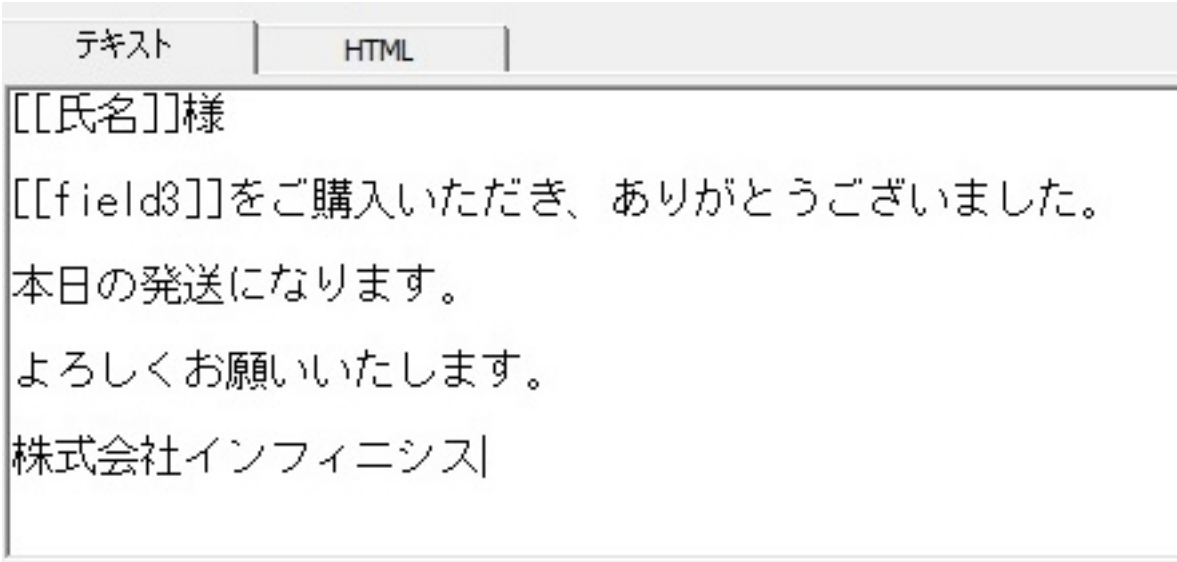 テキスト
HTML
[[氏名]]様
[[field3]]をご購入いただき、ありがとうございました。
本日の発送になります。
よろしくお願いいたします。
株式会社インフィニシス